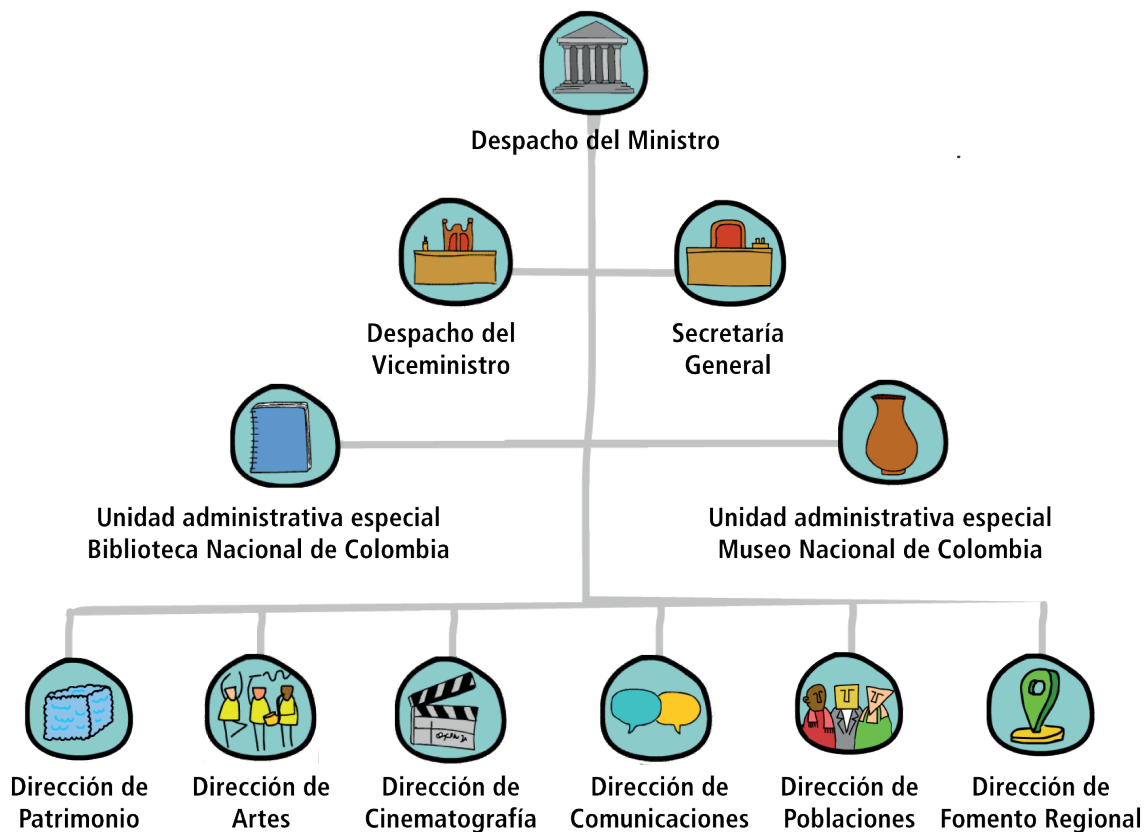 Despacho del Ministro
Despacho del
Viceministro
Secretaría
General
Unidad administrativa especial
Biblioteca Nacional de Colombia
Unidad administrativa especial
Museo Nacional de Colombia
Dirección de
Patrimonio
Dirección de
Artes
Dirección de
Cinematografía
Dirección de
Comunicaciones
Dirección de
Poblaciones
Dirección de
Fomento Regional